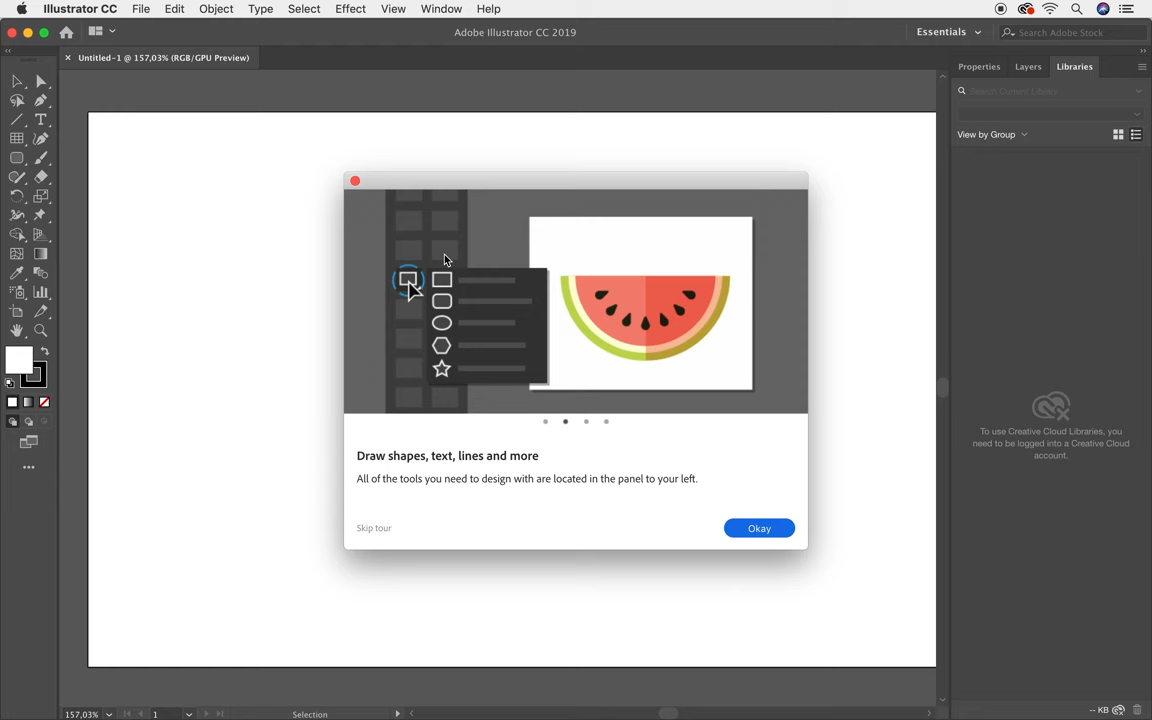 Illustrator CC File Edit Object Type Select Effect View Window Help
Adobe Illustrator CC 2019
Essentials
Search Adobe Stock
Untitled-1 @ 157,03% (RGB/GPU Preview)
Properties Layers Libraries
Search Current Library
View by Group
To use Creative Cloud Libraries, you
need to be logged into a Creative Cloud
account.
Draw shapes, text, lines and more
All of the tools you need to design with are located in the panel to your left.
Skip tour
Okay
157,03% 1 Selection
-- KB